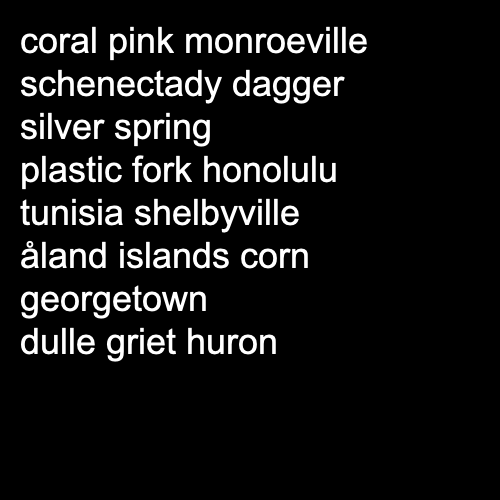 coral pink monroeville
schenectady dagger
silver spring
plastic fork honolulu
tunisia shelbyville
åland islands corn
georgetown
dulle griet huron